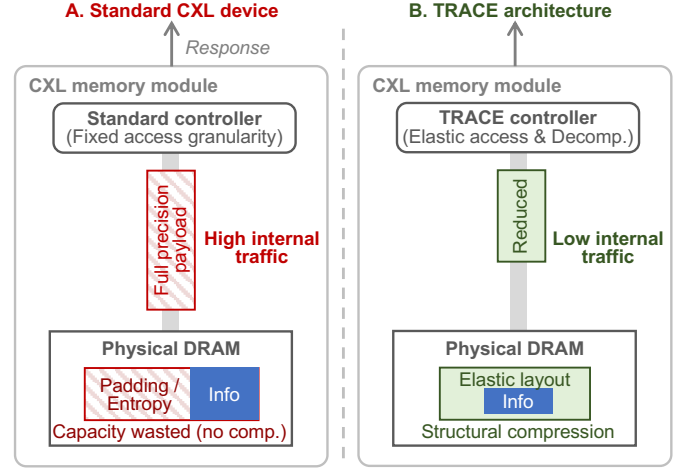 A. Standard CXL device
Response
CXL memory module
Standard controller
(Fixed access granularity)
Full precision
payload
High internal
traffic
Physical DRAM
Padding /
Entropy
Info
Capacity wasted (no comp.)
B. TRACE architecture
CXL memory module
TRACE controller
(Elastic access & Decomp.)
Reduced
Low internal
traffic
Physical DRAM
Elastic layout
Info
Structural compression